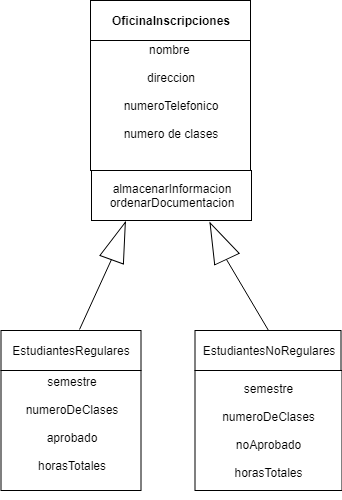 OficinaInscripciones
nombre
direccion
numeroTelefonico
numero de clases
almacenarInformacion
ordenarDocumentacion
EstudiantesRegulares
semestre
numeroDeClases
aprobado
horasTotales
EstudiantesNoRegulares
semestre
numeroDeClases
noAprobado
horasTotales